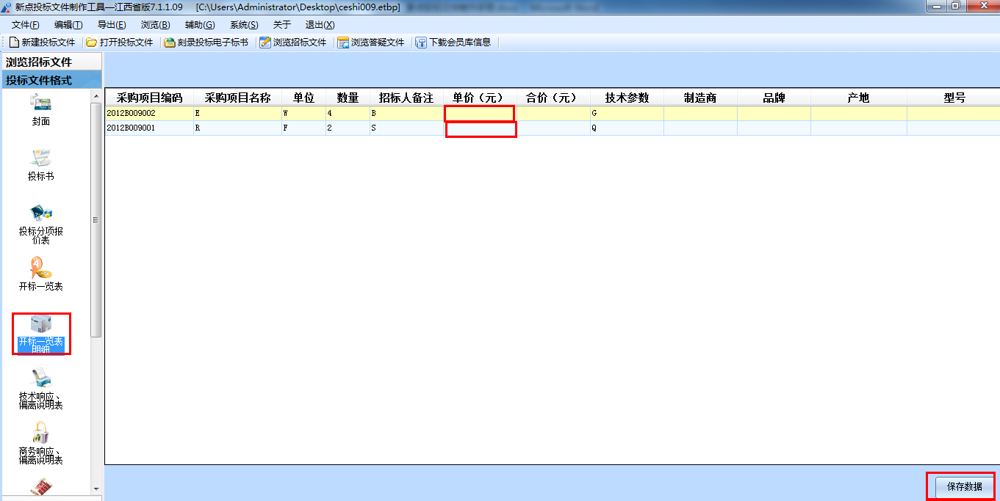 新点投标文件制作工具—江西省版7.1.1.09 [C:\Users\Administrator\Desktop\ceshi009.etbp]
文件(F) 编辑(T) 导出(E) 浏览(B) 辅助(G) 系统(S) 关于 退出(X)
新建投标文件 打开投标文件 刻录投标电子标书 浏览招标文件 浏览答疑文件 下载会员库信息
浏览招标文件
投标文件格式
封面
投标书
投标分项报
价表
开标一览表
开标一览表
明细
技术响应、
偏离说明表
商务响应、
偏离说明表
采购项目编码 采购项目名称 单位 数量 招标人备注 单价（元） 合价（元） 技术参数 制造商 品牌 产地 型号
2012B009002 E W 4 B G
2012B009001 R F 2 S Q
保存数据